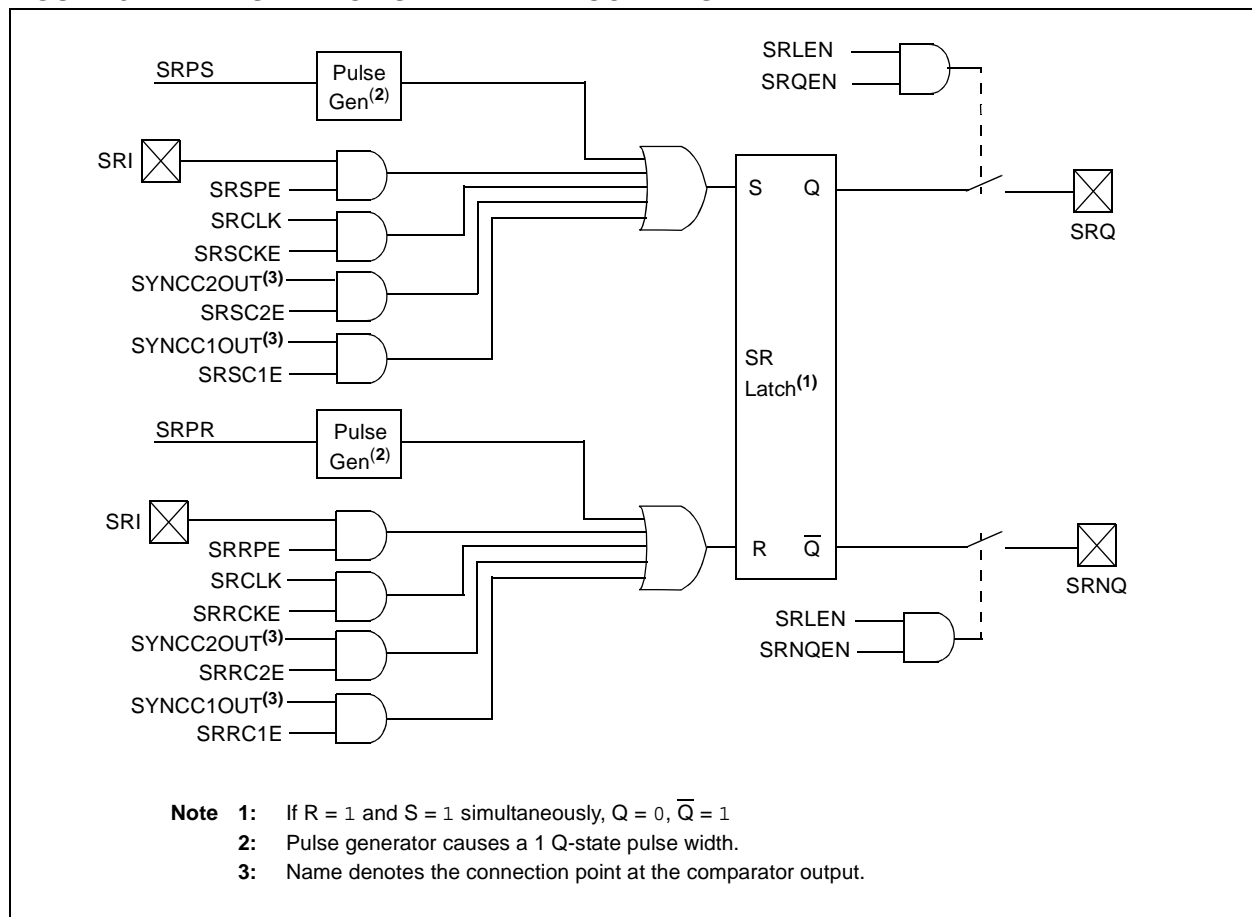 SRPS
Pulse
Gen(2)
SRI
SRSPE
SRCLK
SRSCKE
SYNCC2OUT(3)
SRSC2E
SYNCC1OUT(3)
SRSC1E
SRPR
Pulse
Gen(2)
SRI
SRRPE
SRCLK
SRRCKE
SYNCC2OUT(3)
SRRC2E
SYNCC1OUT(3)
SRRC1E
S Q
SR
Latch(1)
R Q̅
SRLEN
SRQEN
SRQ
SRNQ
SRLEN
SRNQEN
Note 1: If R = 1 and S = 1 simultaneously, Q = 0, Q̅ = 1
2: Pulse generator causes a 1 Q-state pulse width.
3: Name denotes the connection point at the comparator output.